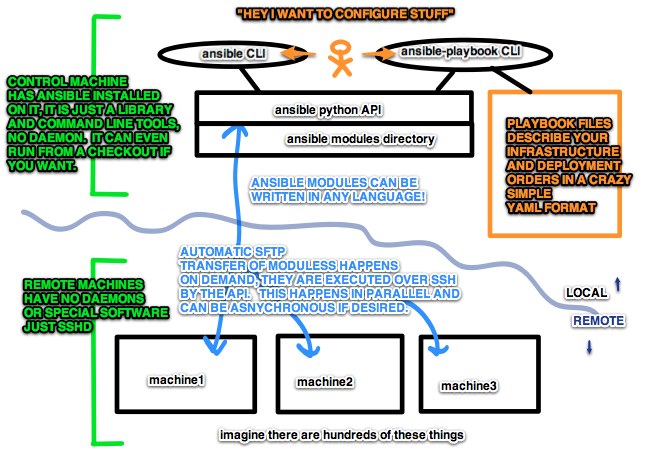 "HEY I WANT TO CONFIGURE STUFF"
ansible CLI
ansible-playbook CLI
CONTROL MACHINE
HAS ANSIBLE INSTALLED
ON IT. IT IS JUST A LIBRARY
AND COMMAND LINE TOOLS,
NO DAEMON. IT CAN EVEN
RUN FROM A CHECKOUT IF
YOU WANT.
ansible python API
ansible modules directory
PLAYBOOK FILES
DESCRIBE YOUR
INFRASTRUCTURE
AND DEPLOYMENT
ORDERS IN A CRAZY
SIMPLE
YAML FORMAT
ANSIBLE MODULES CAN BE
WRITTEN IN ANY LANGUAGE!
AUTOMATIC SFTP
TRANSFER OF MODULESS HAPPENS
ON DEMAND, THEY ARE EXECUTED OVER SSH
BY THE API. THIS HAPPENS IN PARALLEL AND
CAN BE ASNYCHRONOUS IF DESIRED.
REMOTE MACHINES
HAVE NO DAEMONS
OR SPECIAL SOFTWARE
JUST SSHD
LOCAL
REMOTE
machine1
machine2
machine3
imagine there are hundreds of these things